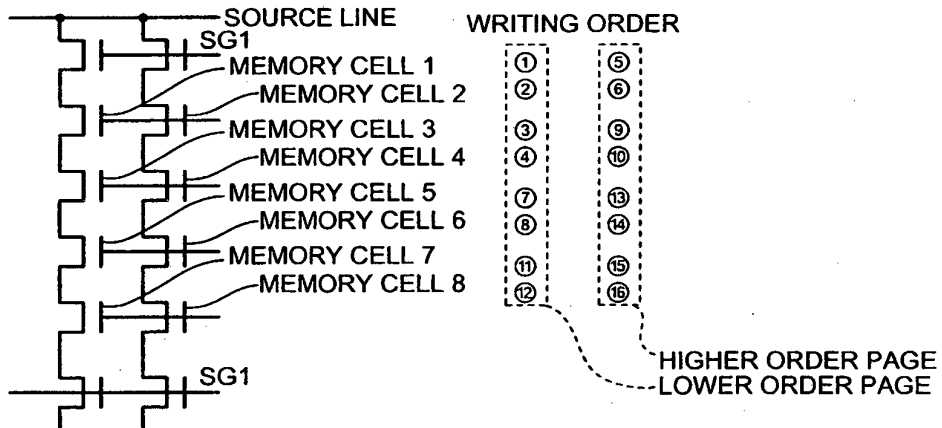 SOURCE LINE
WRITING ORDER
SG1
MEMORY CELL 1
MEMORY CELL 2
MEMORY CELL 3
MEMORY CELL 4
MEMORY CELL 5
MEMORY CELL 6
MEMORY CELL 7
MEMORY CELL 8
SG1
① ⑤
② ⑥
③ ⑨
④ ⑩
⑦ ⑬
⑧ ⑭
⑪ ⑮
⑫ ⑯
HIGHER ORDER PAGE
LOWER ORDER PAGE